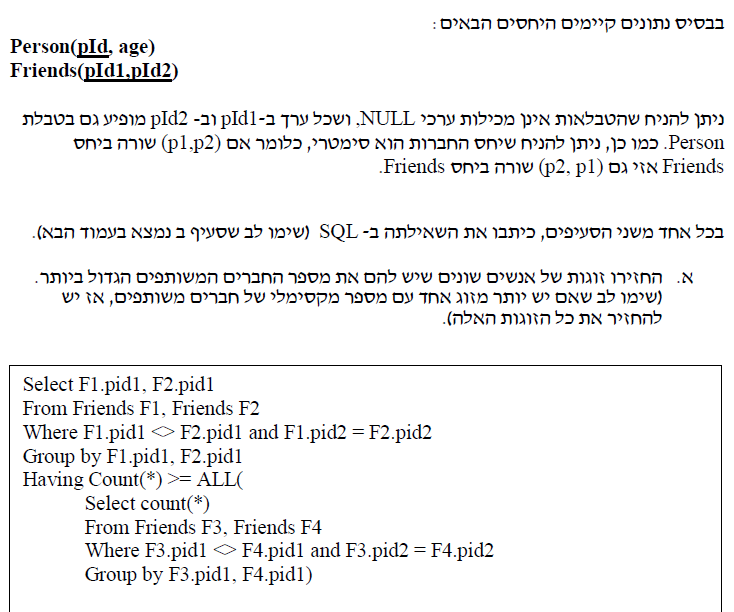 בבסיס נתונים קיימים היחסים הבאים :
Person(pId, age)
Friends(pId1,pId2)
ניתן להניח שהטבלאות אינן מכילות ערכי NULL, ושכל ערך ב-pId1 וב- pId2 מופיע גם בטבלת
Person. כמו כן, ניתן להניח שיחס החברות הוא סימטרי, כלומר אם (p1,p2) שורה ביחס
Friends אזי גם (p2, p1) שורה ביחס Friends.
בכל אחד משני הסעיפים, כיתבו את השאילתה ב- SQL (שימו לב שסעיף ב נמצא בעמוד הבא).
א. החזירו זוגות של אנשים שונים שיש להם את מספר החברים המשותפים הגדול ביותר.
(שימו לב שאם יש יותר מזוג אחד עם מספר מקסימלי של חברים משותפים, אז יש
להחזיר את כל הזוגות האלה).
Select F1.pid1, F2.pid1
From Friends F1, Friends F2
Where F1.pid1 <> F2.pid1 and F1.pid2 = F2.pid2
Group by F1.pid1, F2.pid1
Having Count(*) >= ALL(
Select count(*)
From Friends F3, Friends F4
Where F3.pid1 <> F4.pid1 and F3.pid2 = F4.pid2
Group by F3.pid1, F4.pid1)